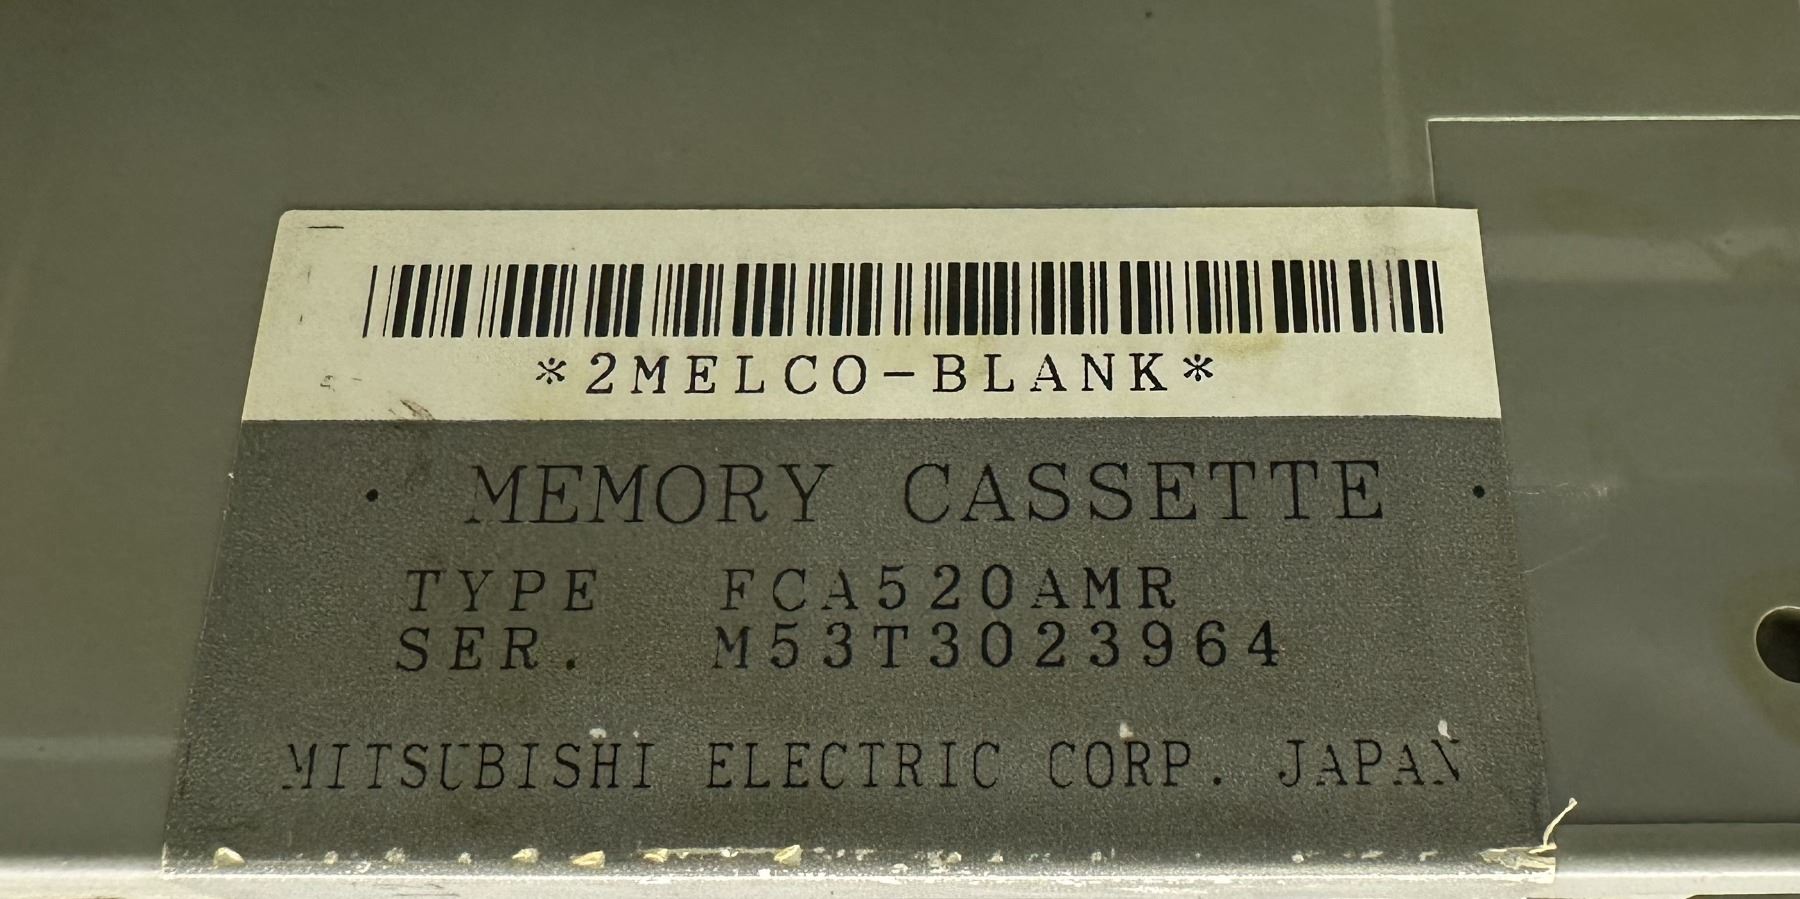 *2MELCO-BLANK*
· MEMORY CASSETTE ·
TYPE FCA520AMR
SER. M53T3023964
MITSUBISHI ELECTRIC CORP. JAPAN